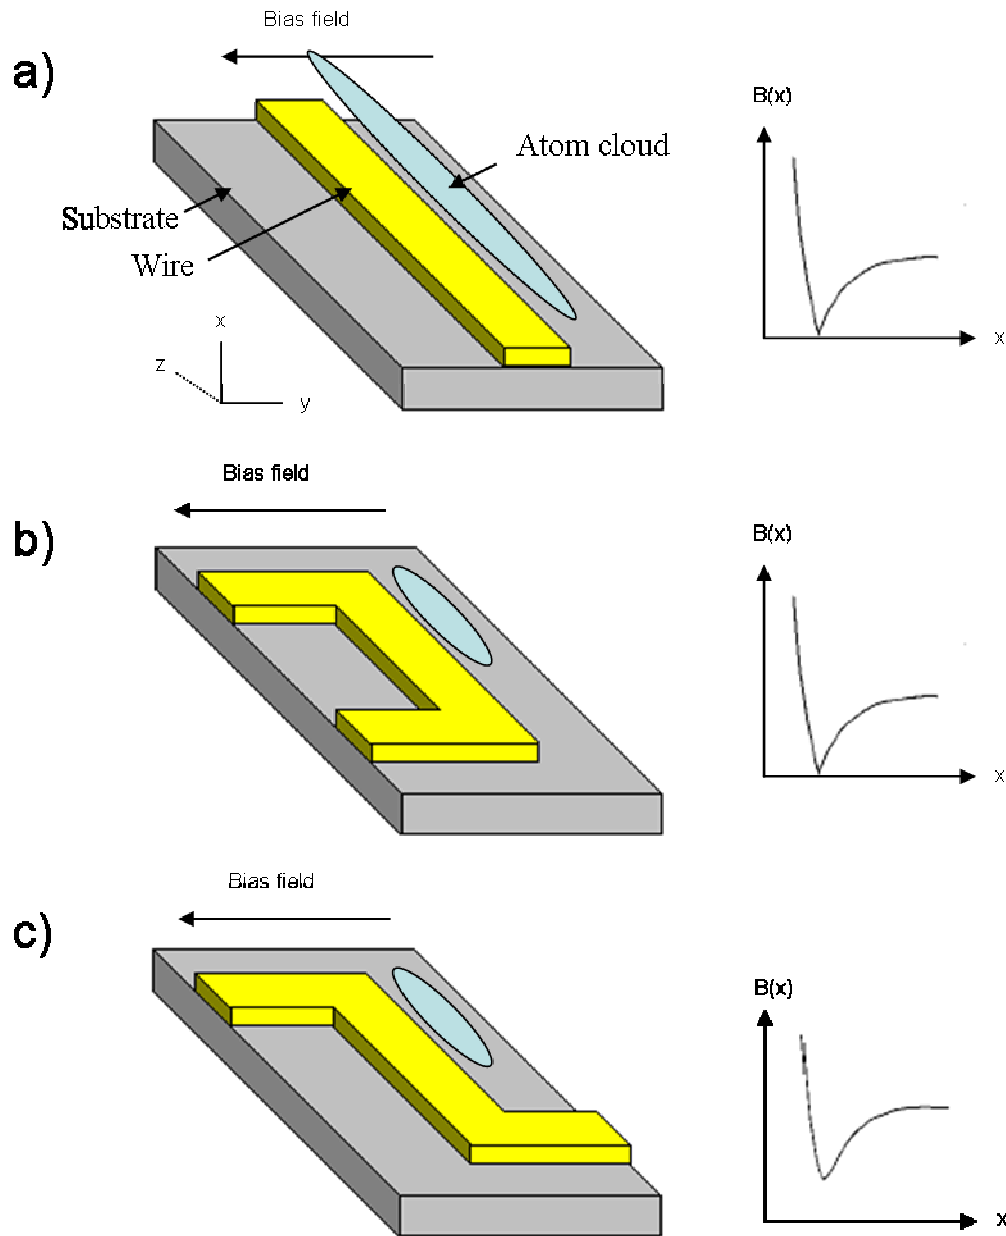 Bias field
a)
B(x)
Atom cloud
Substrate
Wire
x
z
y
x
Bias field
b)
B(x)
x
Bias field
c)
B(x)
x